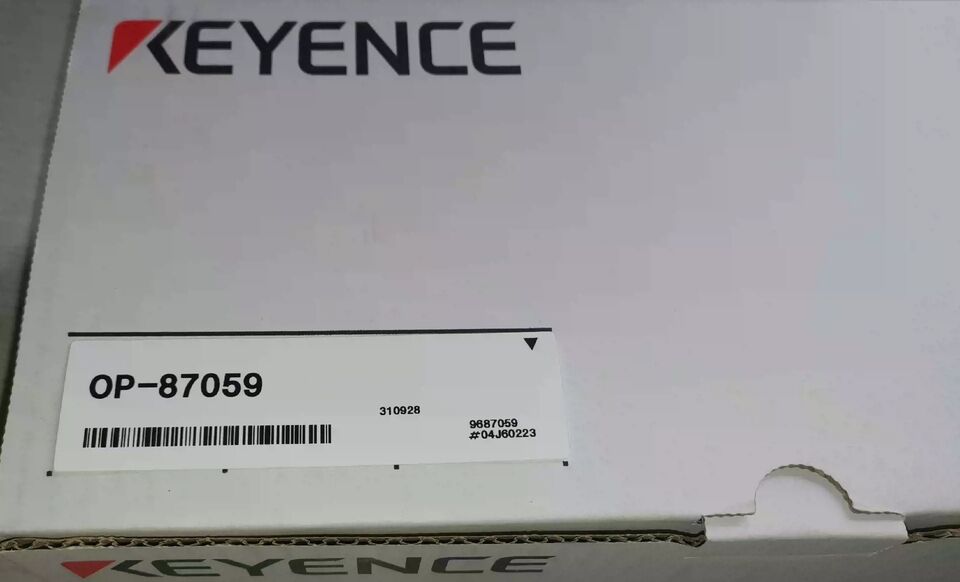 KEYENCE
OP-87059
310928
9687059
#04J60223
KEYENCE